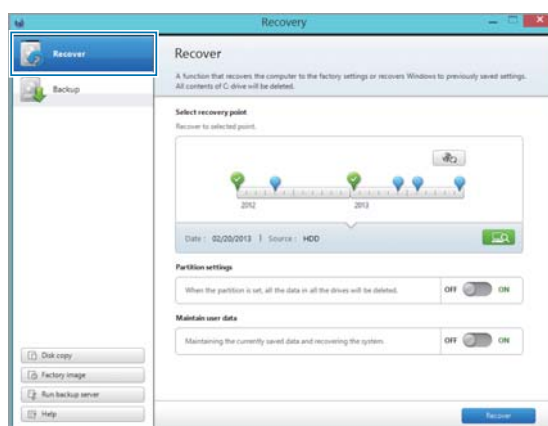 Recovery
Recover
Backup
Recover
A function that recovers the computer to the factory settings or recovers Windows to previously saved settings.
All contents of C: drive will be deleted.
Select recovery point
Recover to selected point.
2012 2013
Date : 02/20/2013 | Source : HDD
Partition settings
When the partition is set, all the data in all the drives will be deleted. OFF ON
Maintain user data
Maintaining the currently saved data and recovering the system. OFF ON
Disk copy
Factory image
Run backup server
Help
Recover